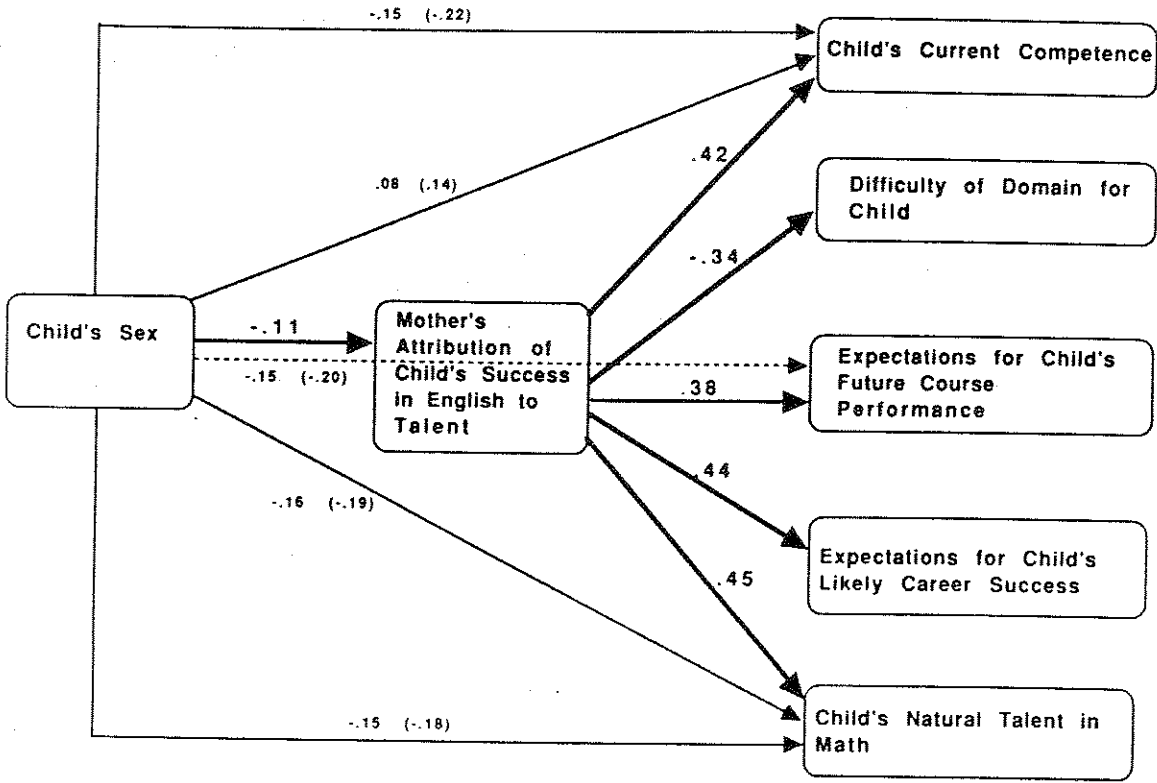 -.15 (-.22)
Child's Current Competence
.42
.08 (.14)
Difficulty of Domain for
Child
-.34
Child's Sex
-.11
Mother's
Attribution of
Child's Success
in English to
Talent
-.15 (-.20)
.38
Expectations for Child's
Future Course
Performance
.44
-.16 (-.19)
Expectations for Child's
Likely Career Success
.45
Child's Natural Talent in
Math
-.15 (-.18)